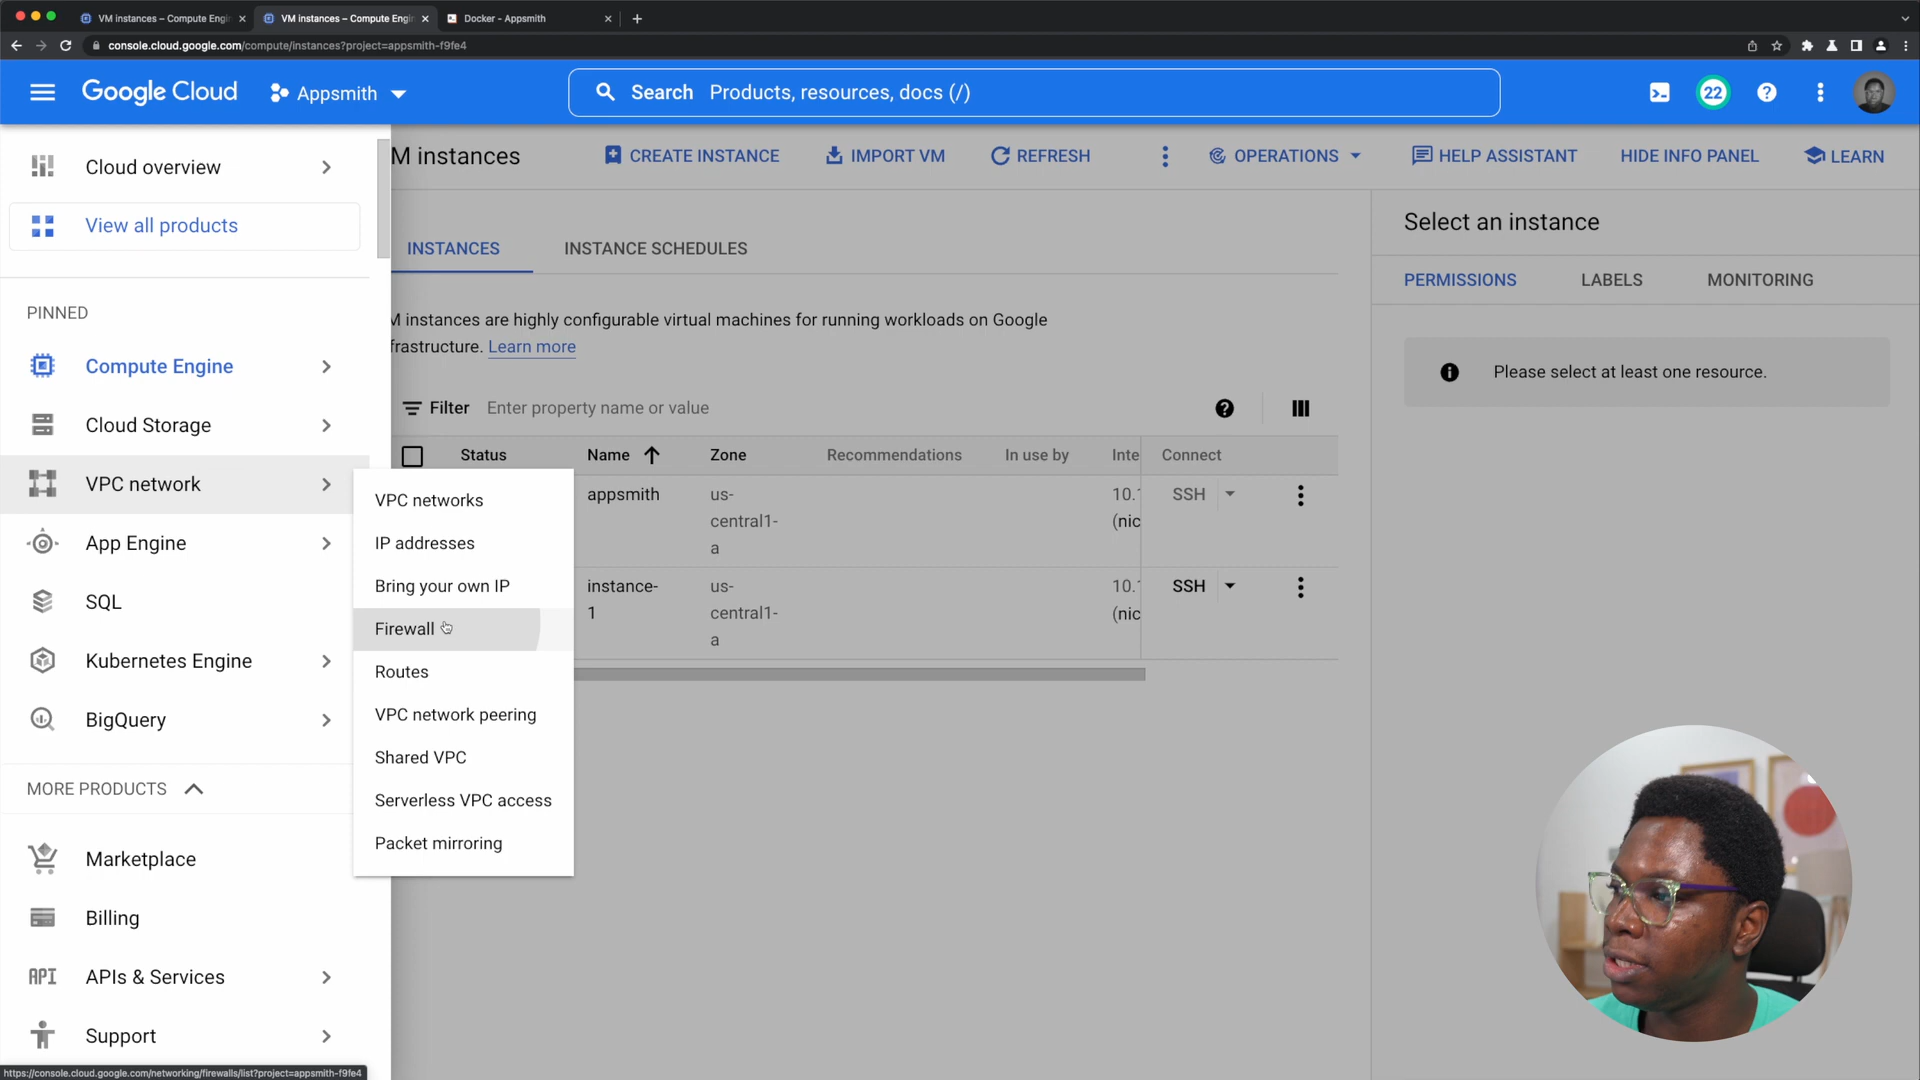 VM instances – Compute Engin
VM instances – Compute Engin
Docker - Appsmith
console.cloud.google.com/compute/instances?project=appsmith-f9fe4
Google Cloud
Appsmith
Search Products, resources, docs (/)
22
Cloud overview
View all products
PINNED
Compute Engine
Cloud Storage
VPC network
App Engine
SQL
Kubernetes Engine
BigQuery
MORE PRODUCTS
Marketplace
Billing
API APIs & Services
Support
https://console.cloud.google.com/networking/firewalls/list?project=appsmith-f9fe4
VPC networks
IP addresses
Bring your own IP
Firewall
Routes
VPC network peering
Shared VPC
Serverless VPC access
Packet mirroring
M instances
CREATE INSTANCE
IMPORT VM
REFRESH
OPERATIONS
HELP ASSISTANT
HIDE INFO PANEL
LEARN
INSTANCES
INSTANCE SCHEDULES
M instances are highly configurable virtual machines for running workloads on Google
frastructure. Learn more
Filter Enter property name or value
Status Name Zone Recommendations In use by Inte Connect
appsmith us-central1-a 10.1 (nic SSH
instance-1 us-central1-a 10.1 (nic SSH
Select an instance
PERMISSIONS
LABELS
MONITORING
Please select at least one resource.